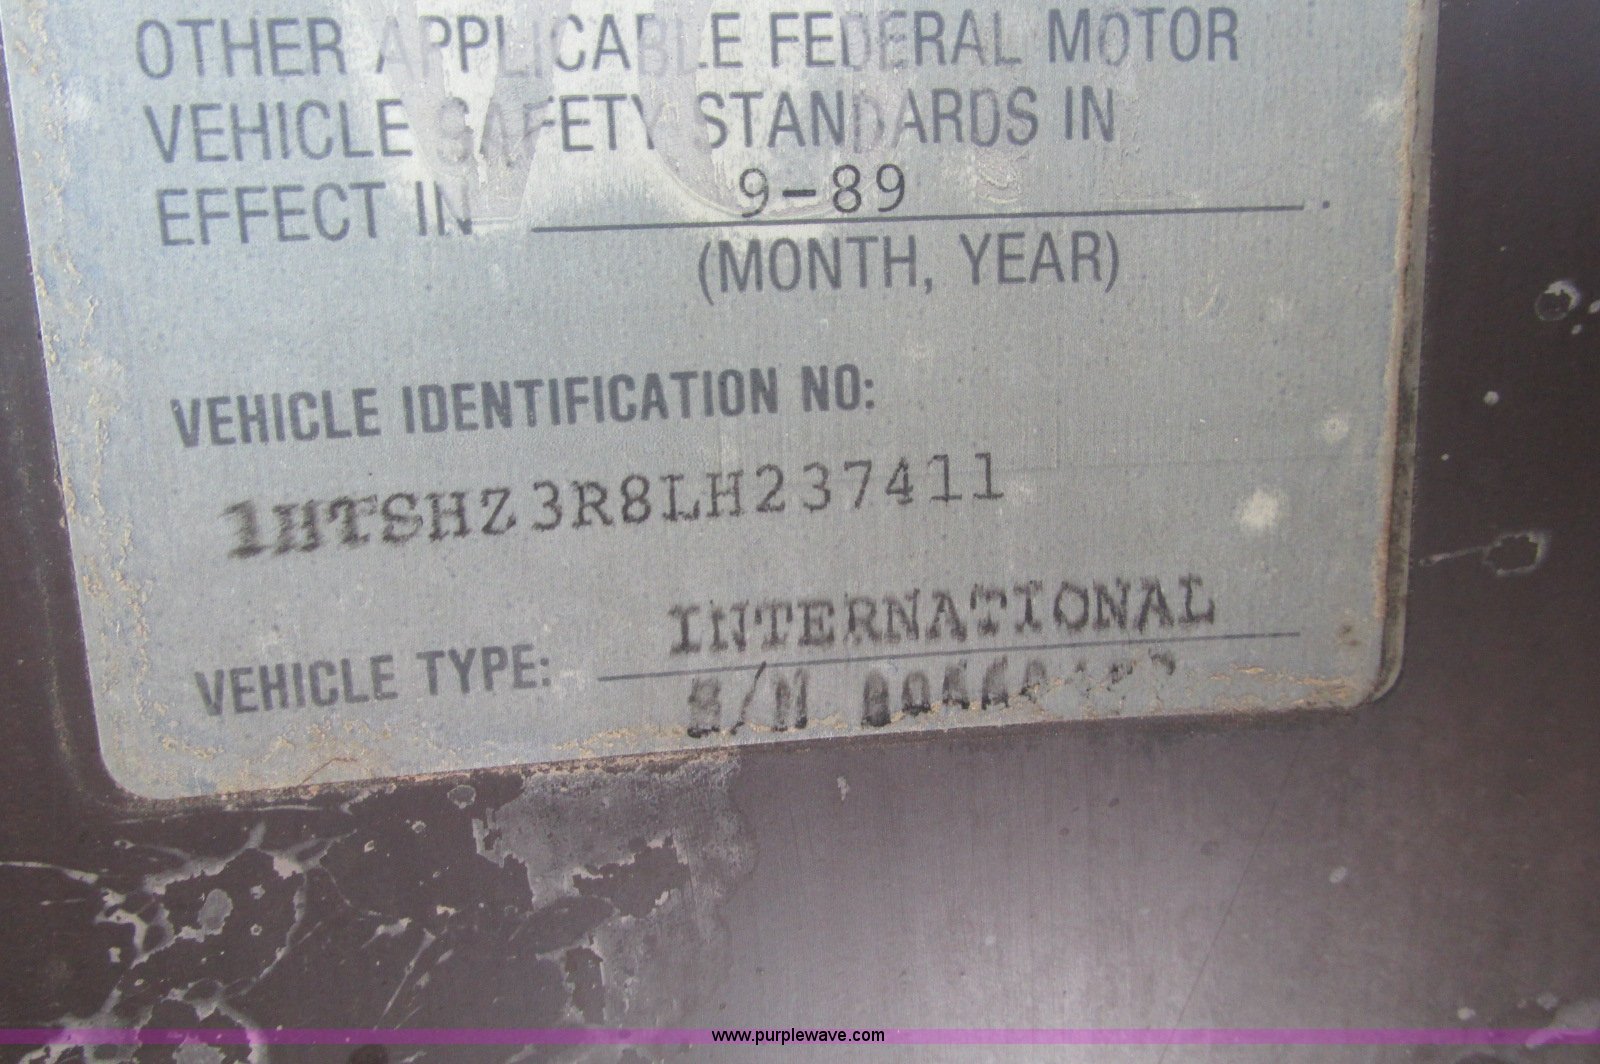 OTHER APPLICABLE FEDERAL MOTOR
VEHICLE SAFETY STANDARDS IN
EFFECT IN 9-89 .
(MONTH, YEAR)
VEHICLE IDENTIFICATION NO:
1HTSHZ3R8LH237411
VEHICLE TYPE: INTERNATIONAL
S/N
www.purplewave.com